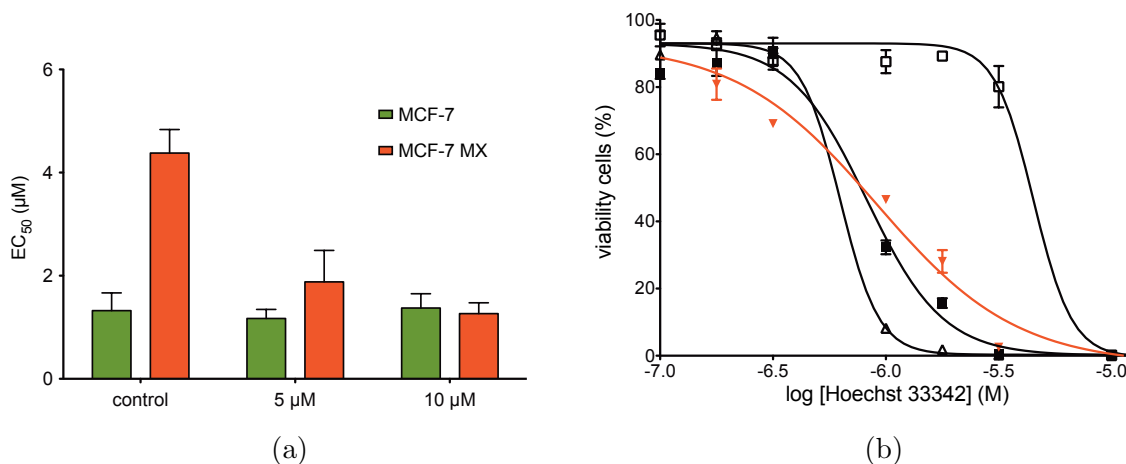 6
4
2
0
EC50 (µM)
MCF-7
MCF-7 MX
control
5 µM
10 µM
(a)
100
80
60
40
20
0
viability cells (%)
-7.0
-6.5
-6.0
-5.5
-5.0
log [Hoechst 33342] (M)
(b)